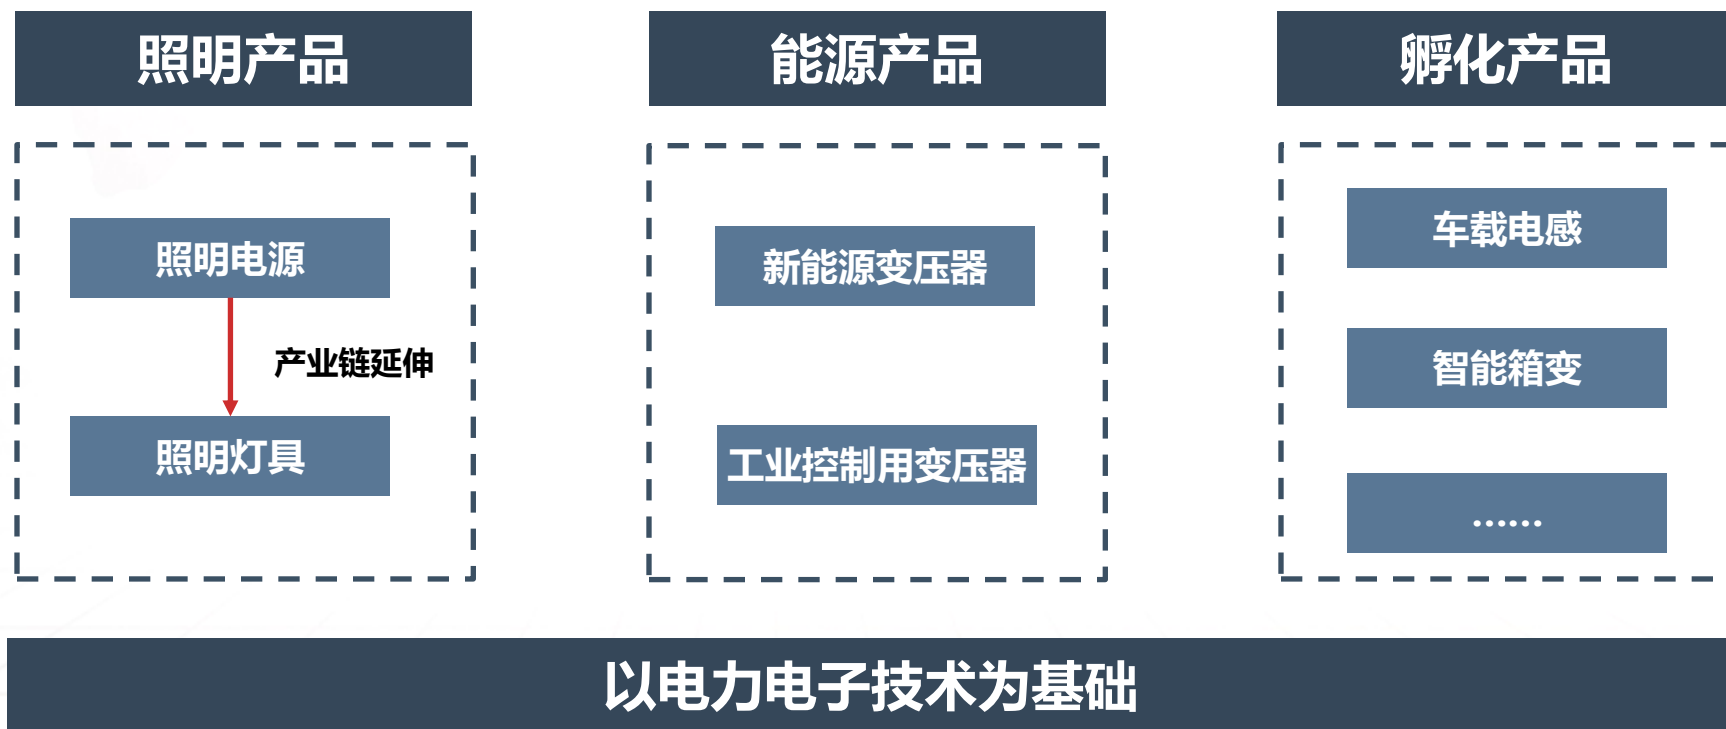 照明产品
能源产品
孵化产品
照明电源
产业链延伸
照明灯具
新能源变压器
工业控制用变压器
车载电感
智能箱变
……
以电力电子技术为基础